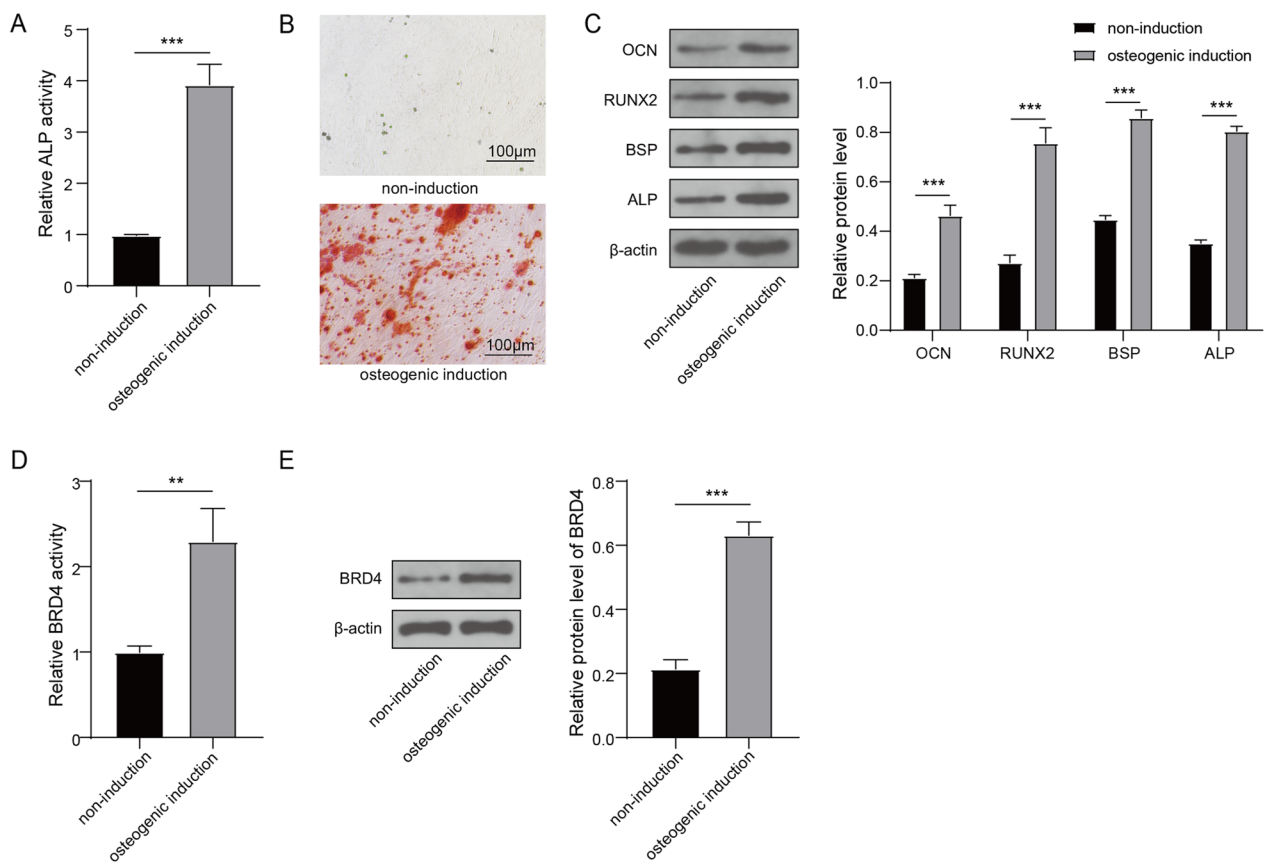 A
Relative ALP activity
5
4
3
2
1
0
***
non-induction
osteogenic induction
B
100μm
non-induction
100μm
osteogenic induction
C
OCN
RUNX2
BSP
ALP
β-actin
non-induction
osteogenic induction
non-induction
osteogenic induction
Relative protein level
1.0
0.8
0.6
0.4
0.2
0.0
***
***
***
***
OCN
RUNX2
BSP
ALP
D
Relative BRD4 activity
3
2
1
0
**
non-induction
osteogenic induction
E
BRD4
β-actin
non-induction
osteogenic induction
Relative protein level of BRD4
0.8
0.6
0.4
0.2
0.0
***
non-induction
osteogenic induction